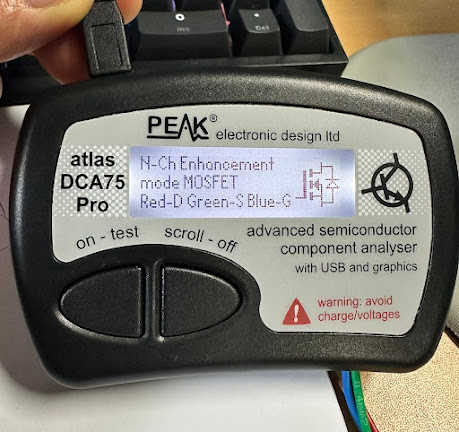 Ins
Del
PEAK® electronic design ltd
atlas
DCA75
Pro
N-Ch Enhancement
mode MOSFET
Red-D Green-S Blue-G
on - test scroll - off
advanced semiconductor
component analyser
with USB and graphics
warning: avoid
charge/voltages